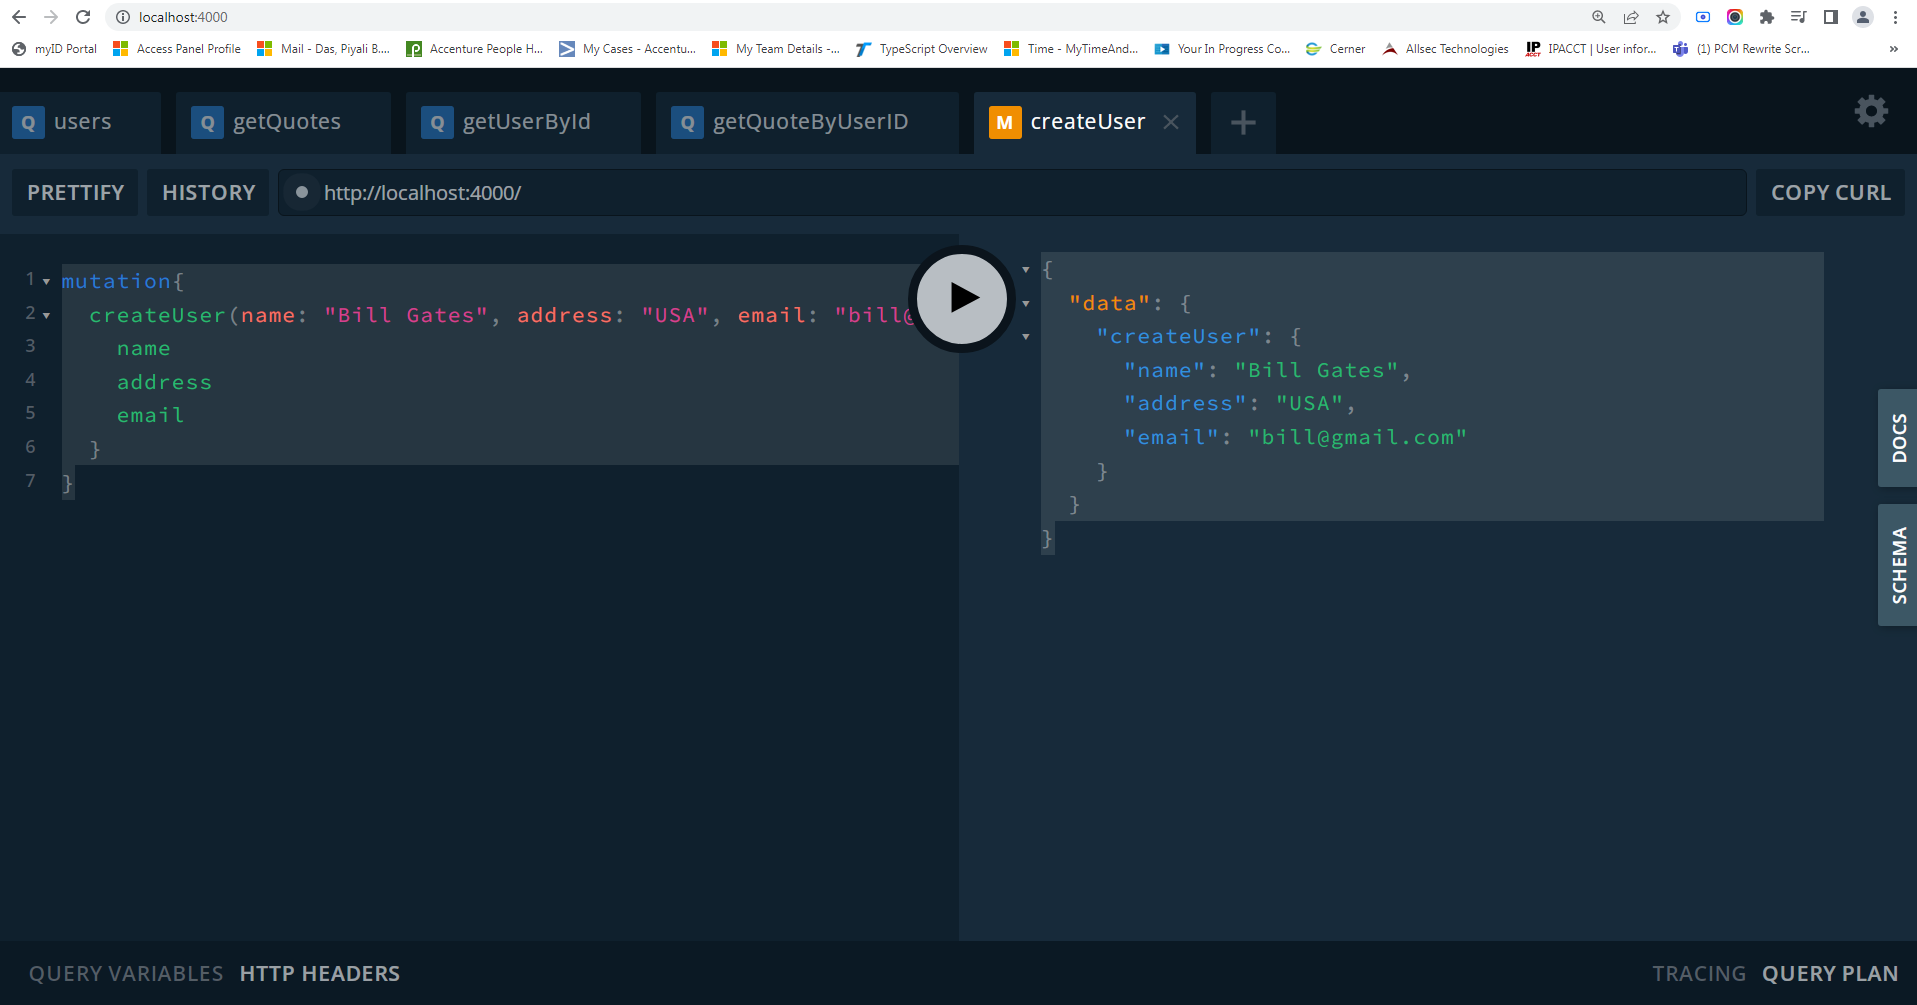 localhost:4000
myID Portal Access Panel Profile Mail - Das, Piyali B.... Accenture People H... My Cases - Accentu... My Team Details -... TypeScript Overview Time - MyTimeAnd... Your In Progress Co... Cerner Allsec Technologies IP ACCT IPACCT | User infor... (1) PCM Rewrite Scr... »
Q users Q getQuotes Q getUserById Q getQuoteByUserID M createUser
PRETTIFY HISTORY http://localhost:4000/ COPY CURL
1 mutation{
2 createUser(name: "Bill Gates", address: "USA", email: "bill@
3 name
4 address
5 email
6 }
7 }
{
"data": {
"createUser": {
"name": "Bill Gates",
"address": "USA",
"email": "bill@gmail.com"
}
}
}
DOCS
SCHEMA
QUERY VARIABLES HTTP HEADERS TRACING QUERY PLAN